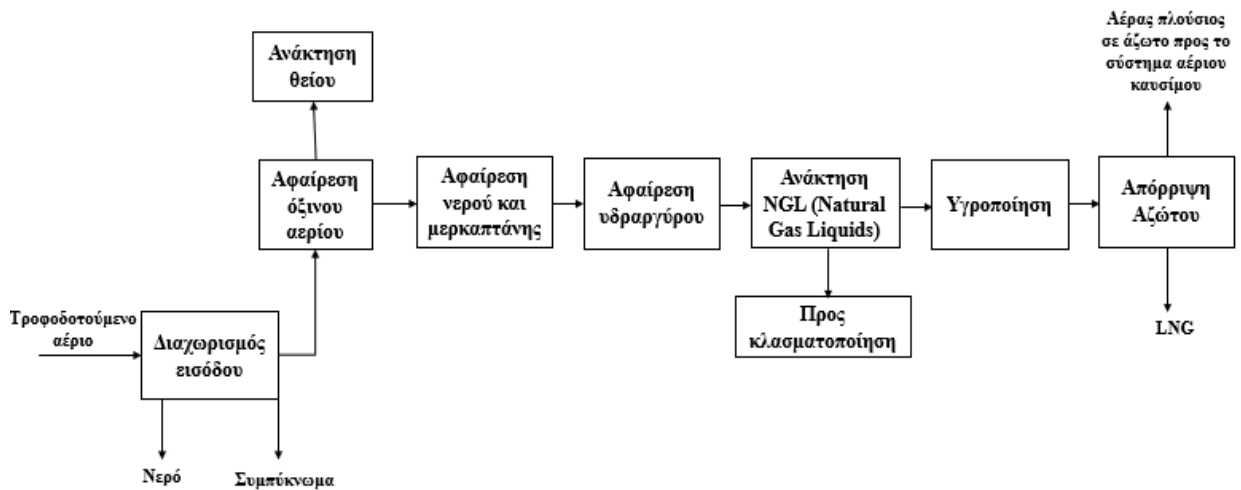 Αέρας πλούσιος
σε άζωτο προς το
σύστημα αέριου
καυσίμου
Ανάκτηση
θείου
Αφαίρεση
όξινου
αερίου
Αφαίρεση
νερού και
μερκαπτάνης
Αφαίρεση
υδραργύρου
Ανάκτηση
NGL (Natural
Gas Liquids)
Υγροποίηση
Απόρριψη
Αζώτου
Τροφοδοτούμενο
αέριο
Διαχωρισμός
εισόδου
Προς
κλασματοποίηση
LNG
Νερό
Συμπύκνωμα